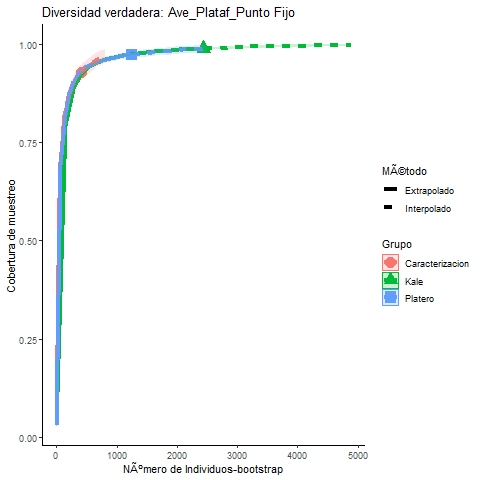 Diversidad verdadera: Ave_Plataf_Punto Fijo
1.00
0.75
0.50
0.25
0.00
Cobertura de muestreo
0
1000
2000
3000
4000
5000
NÃºmero de Individuos-bootstrap
MÃ©todo
Extrapolado
Interpolado
Grupo
Caracterizacion
Kale
Platero